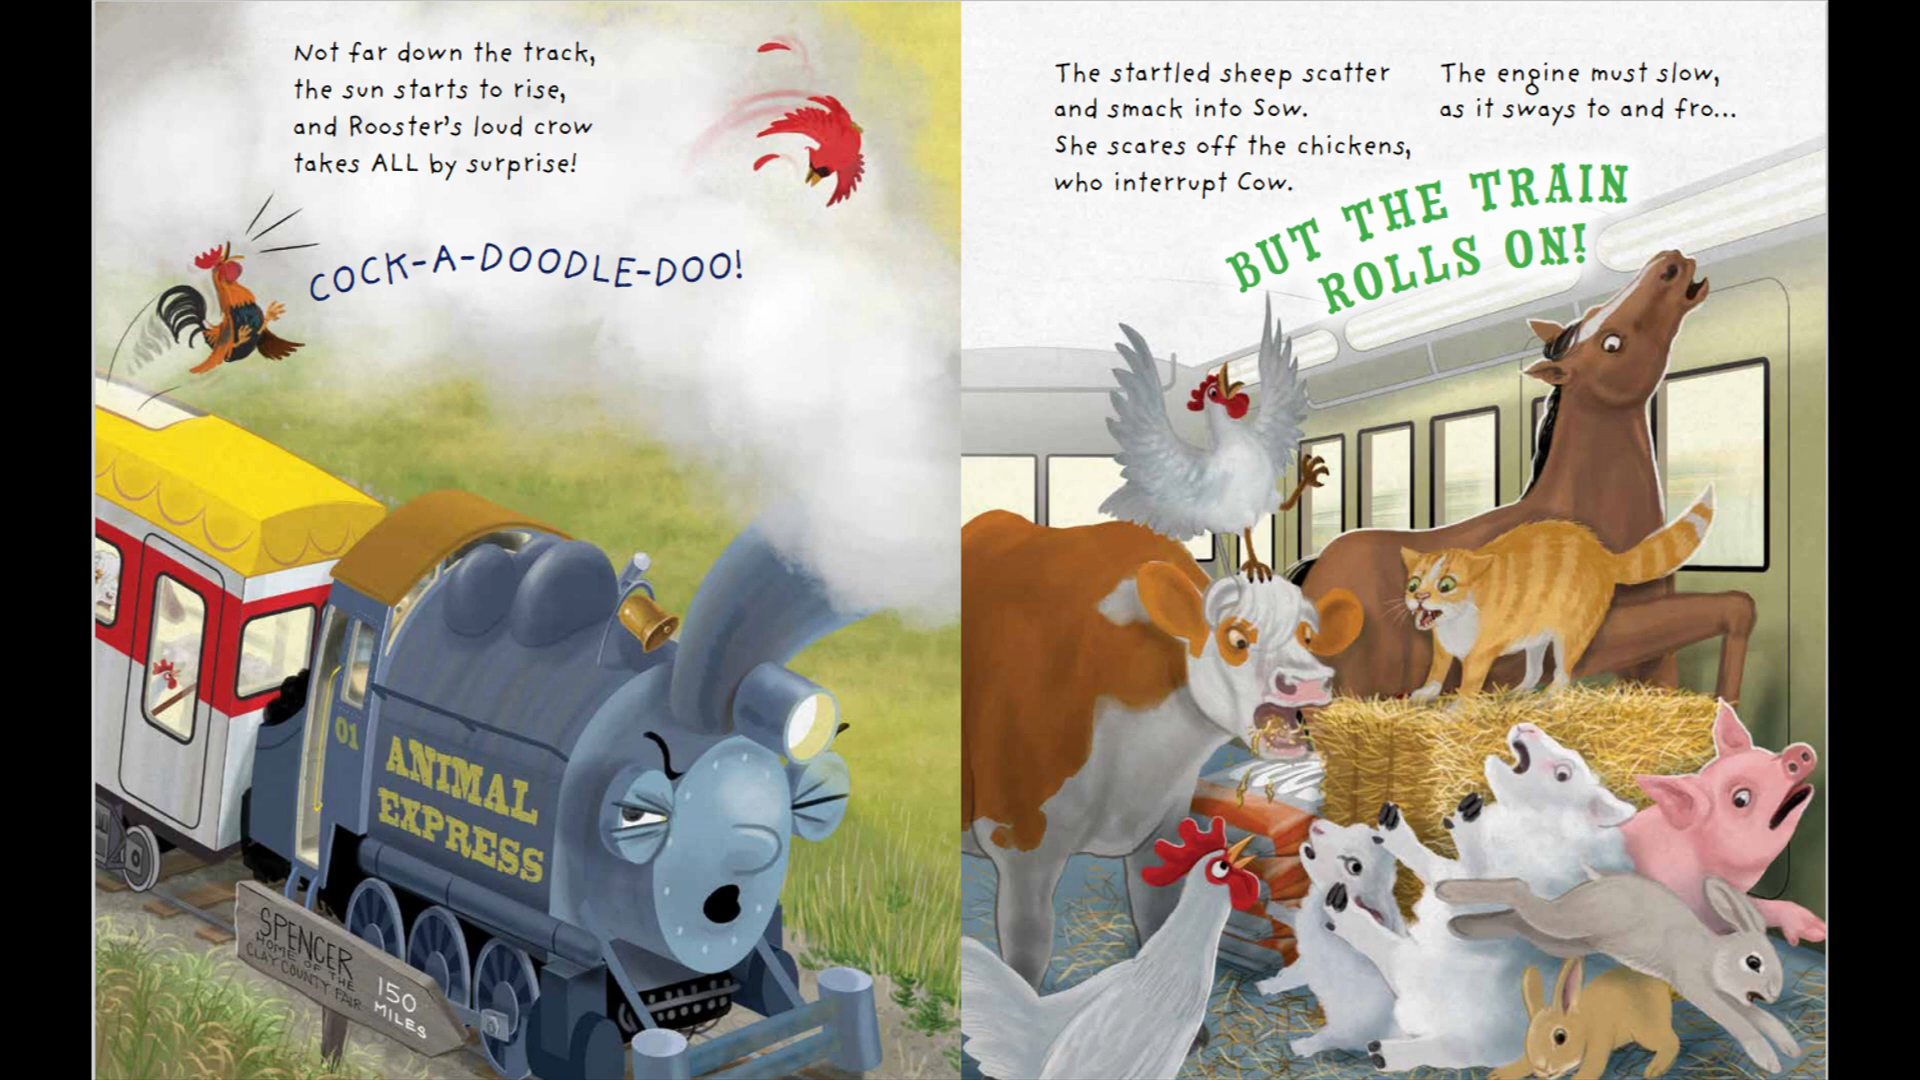 Not far down the track,
the sun starts to rise,
and Rooster's loud crow
takes ALL by surprise!
COCK-A-DOODLE-DOO!
01
ANIMAL
EXPRESS
SPENCER
HOME OF THE
CLAY COUNTY FAIR
150
MILES
The startled sheep scatter
and smack into Sow.
She scares off the chickens,
who interrupt Cow.
The engine must slow,
as it sways to and fro...
BUT THE TRAIN
ROLLS ON!